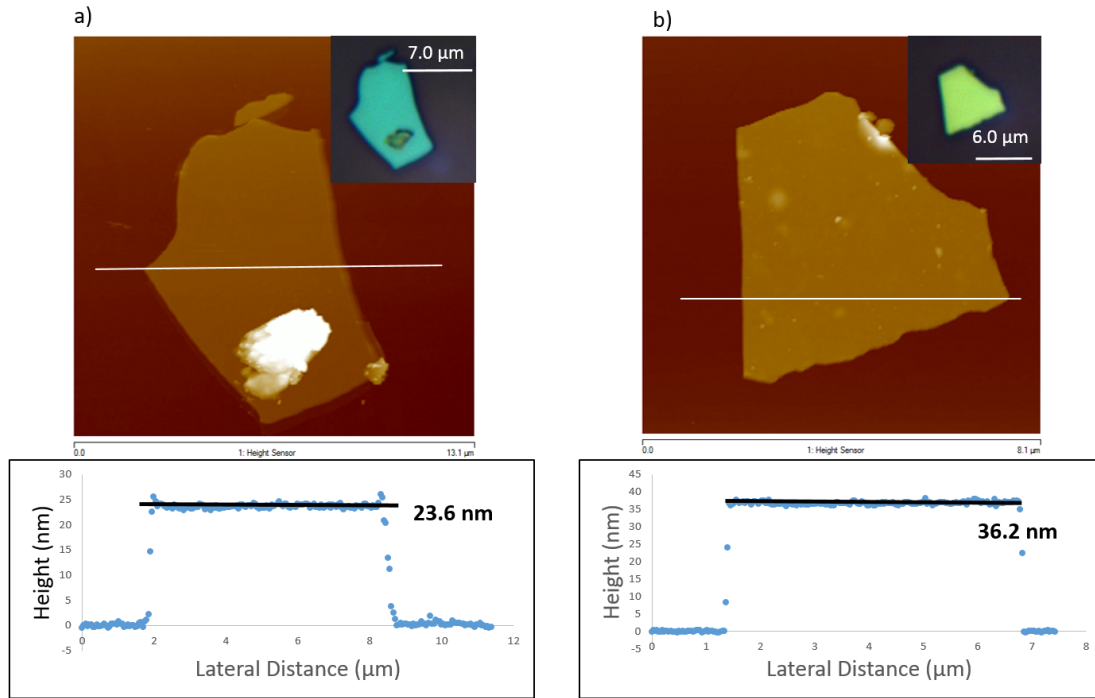 a)
7.0 µm
0.0 1: Height Sensor 13.1 µm
30
25
20
15
10
5
0
-5
Height (nm)
23.6 nm
0 2 4 6 8 10 12
Lateral Distance (µm)
b)
6.0 µm
0.0 1: Height Sensor 8.1 µm
45
40
35
30
25
20
15
10
5
0
-5
Height (nm)
36.2 nm
0 1 2 3 4 5 6 7 8
Lateral Distance (µm)